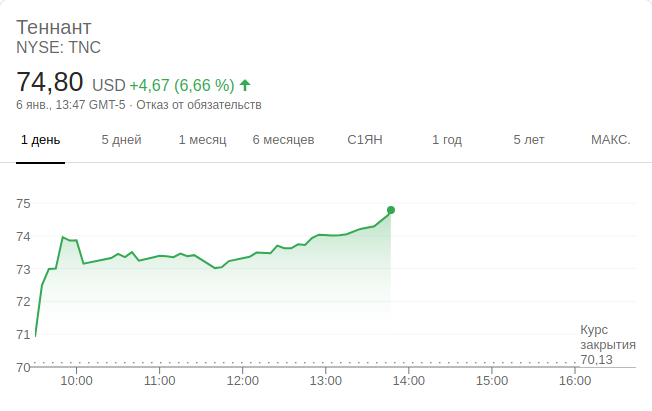 Теннант
NYSE: TNC
74,80 USD +4,67 (6,66 %) ↑
6 янв., 13:47 GMT-5 · Отказ от обязательств
1 день 5 дней 1 месяц 6 месяцев С1ЯН 1 год 5 лет МАКС.
75
74
73
72
71
70
Курс
закрытия
70,13
10:00 11:00 12:00 13:00 14:00 15:00 16:00